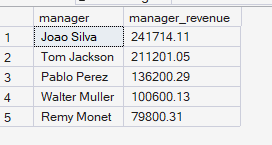 manager manager_revenue
1 Joao Silva 241714.11
2 Tom Jackson 211201.05
3 Pablo Perez 136200.29
4 Walter Muller 100600.13
5 Remy Monet 79800.31